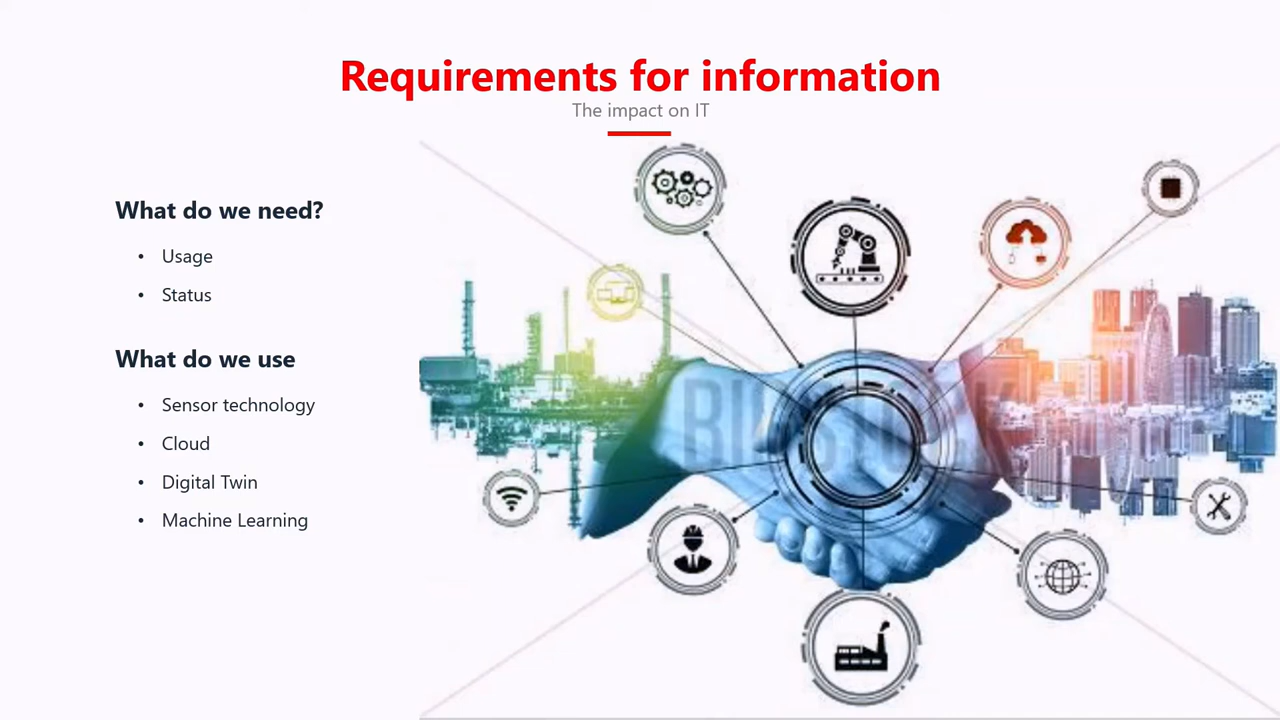 Requirements for information
The impact on IT
What do we need?
• Usage
• Status
What do we use
• Sensor technology
• Cloud
• Digital Twin
• Machine Learning